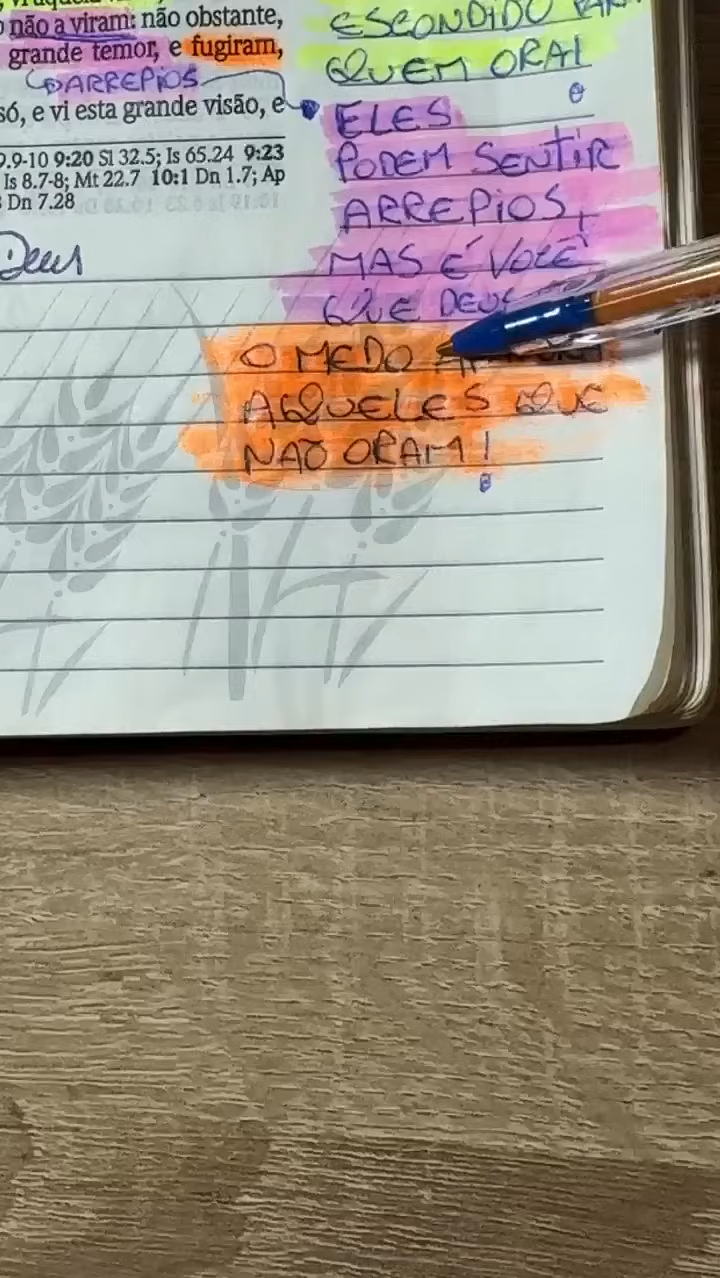 não a viram: não obstante,
grande temor, e fugiram,
ARREPIOS
só, e vi esta grande visão, e
9.9-10 9:20 Sl 32.5; Is 65.24 9:23
Is 8.7-8; Mt 22.7 10:1 Dn 1.7; Ap
Dn 7.28
Deus
ESCONDIDO PARA
QUEM ORA!
ELES
PODEM SENTIR
ARREPIOS,
MAS É VOCÊ
QUE DEUS
O MEDO
AQUELES QUE
NÃO ORAM!